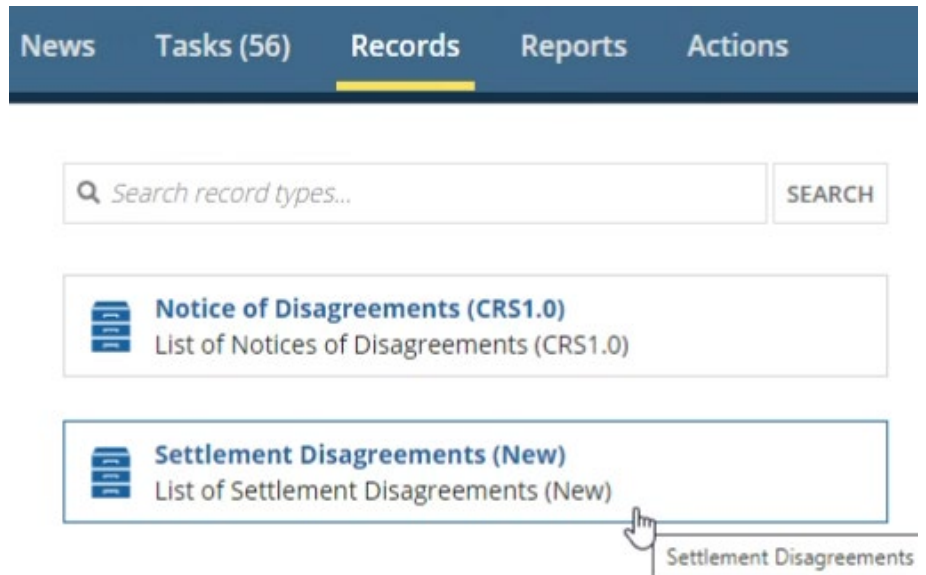 News Tasks (56) Records Reports Actions
Search record types... SEARCH
Notice of Disagreements (CRS1.0)
List of Notices of Disagreements (CRS1.0)
Settlement Disagreements (New)
List of Settlement Disagreements (New)
Settlement Disagreements